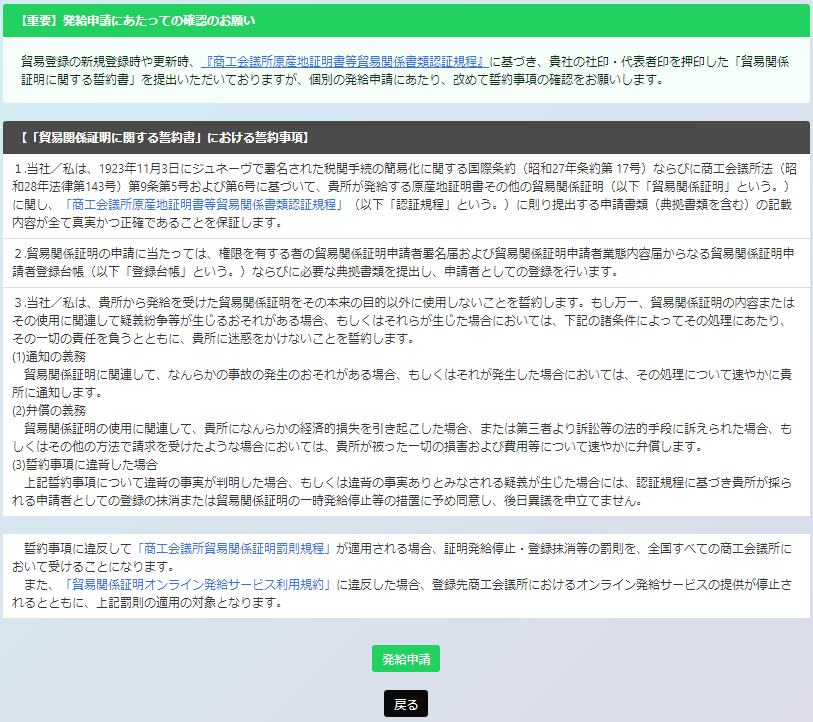 【重要】発給申請にあたっての確認のお願い
貿易登録の新規登録時や更新時、『商工会議所原産地証明書等貿易関係書類認証規程』に基づき、貴社の社印・代表者印を押印した「貿易関係
証明に関する誓約書」を提出いただいておりますが、個別の発給申請にあたり、改めて誓約事項の確認をお願いします。
【「貿易関係証明に関する誓約書」における誓約事項】
１.当社／私は、1923年11月3日にジュネーヴで署名された税関手続の簡易化に関する国際条約（昭和27年条約第 17号）ならびに商工会議所法（昭
和28年法律第143号）第9条第5号および第6号に基づいて、貴所が発給する原産地証明書その他の貿易関係証明（以下「貿易関係証明」という。）
に関し、「商工会議所原産地証明書等貿易関係書類認証規程」（以下「認証規程」という。）に則り提出する申請書類（典拠書類を含む）の記載
内容が全て真実かつ正確であることを保証します。
２.貿易関係証明の申請に当たっては、権限を有する者の貿易関係証明申請者署名届および貿易関係証明申請者業態内容届からなる貿易関係証明申
請者登録台帳（以下「登録台帳」という。）ならびに必要な典拠書類を提出し、申請者としての登録を行います。
３.当社／私は、貴所から発給を受けた貿易関係証明をその本来の目的以外に使用しないことを誓約します。もし万一、貿易関係証明の内容または
その使用に関連して疑義紛争等が生じるおそれがある場合、もしくはそれらが生じた場合においては、下記の諸条件によってその処理にあたり、
その一切の責任を負うとともに、貴所に迷惑をかけないことを誓約します。
(1)通知の義務
　貿易関係証明に関連して、なんらかの事故の発生のおそれがある場合、もしくはそれが発生した場合においては、その処理について速やかに貴
所に通知します。
(2)弁償の義務
　貿易関係証明の使用に関連して、貴所になんらかの経済的損失を引き起こした場合、または第三者より訴訟等の法的手段に訴えられた場合、も
しくはその他の方法で請求を受けたような場合においては、貴所が被った一切の損害および費用等について速やかに弁償します。
(3)誓約事項に違背した場合
　上記誓約事項について違背の事実が判明した場合、もしくは違背の事実ありとみなされる疑義が生じた場合には、認証規程に基づき貴所が採ら
れる申請者としての登録の抹消または貿易関係証明の一時発給停止等の措置に予め同意し、後日異議を申立てません。
　誓約事項に違反して「商工会議所貿易関係証明罰則規程」が適用される場合、証明発給停止・登録抹消等の罰則を、全国すべての商工会議所に
おいて受けることになります。
　また、「貿易関係証明オンライン発給サービス利用規約」に違反した場合、登録先商工会議所におけるオンライン発給サービスの提供が停止さ
れるとともに、上記罰則の適用の対象となります。
発給申請
戻る